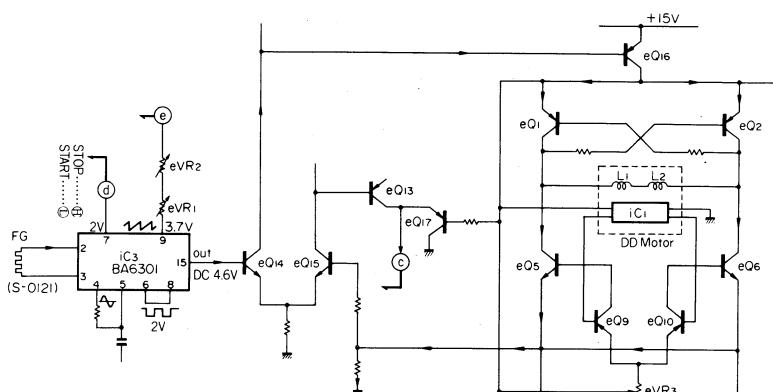 +15V
eQ16
e
eQ1
eQ2
eVR2
STOP......H
START......L
d
eVR1
eQ13
L1
L2
iC1
eQ17
DD Motor
2V
3.7V
FG
7
9
2
iC3
BA6301
15
out
DC 4.6V
eQ14
eQ15
c
eQ5
eQ6
3
(S-0121)
4
5
6
8
2V
eQ9
eQ10
eVR3